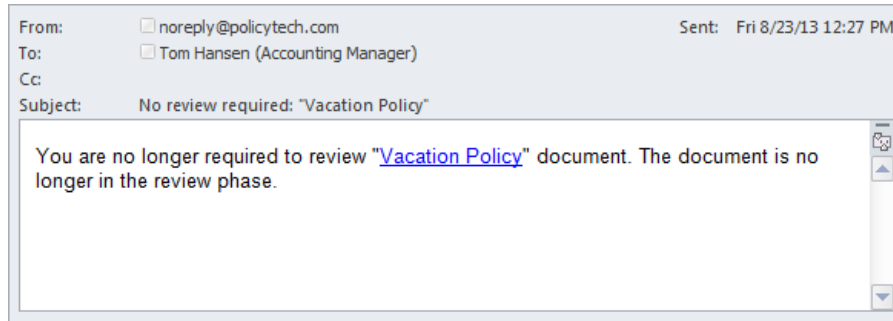 From: noreply@policytech.com Sent: Fri 8/23/13 12:27 PM
To: Tom Hansen (Accounting Manager)
Cc:
Subject: No review required: "Vacation Policy"
You are no longer required to review "Vacation Policy" document. The document is no
longer in the review phase.